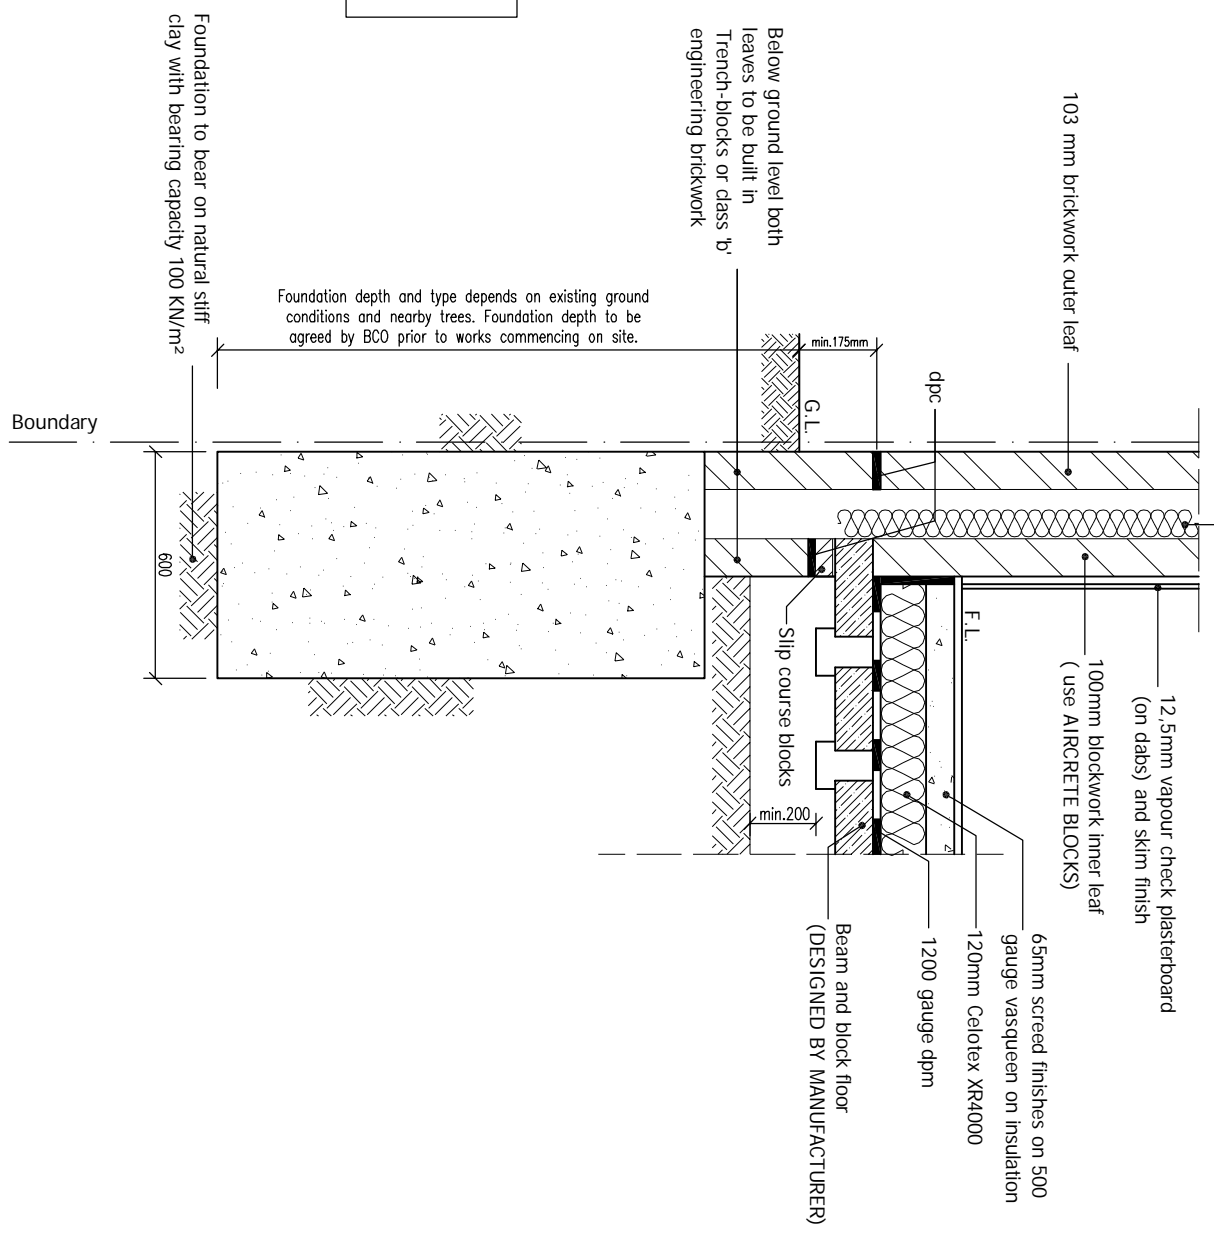 103 mm brickwork outer leaf
Below ground level both
leaves to be built in
Trench-blocks or class 'b'
engineering brickwork
Foundation to bear on natural stiff
clay with bearing capacity 100 KN/m²
Foundation depth and type depends on existing ground
conditions and nearby trees. Foundation depth to be
agreed by BCO prior to works commencing on site.
min.175mm
dpc
G.L.
Boundary
600
F.L.
Slip course blocks
min.200
12,5mm vapour check plasterboard
(on dabs) and skim finish
100mm blockwork inner leaf
( use AIRCRETE BLOCKS)
65mm screed finishes on 500
gauge vasqueen on insulation
120mm Celotex XR4000
1200 gauge dpm
Beam and block floor
(DESIGNED BY MANUFACTURER)